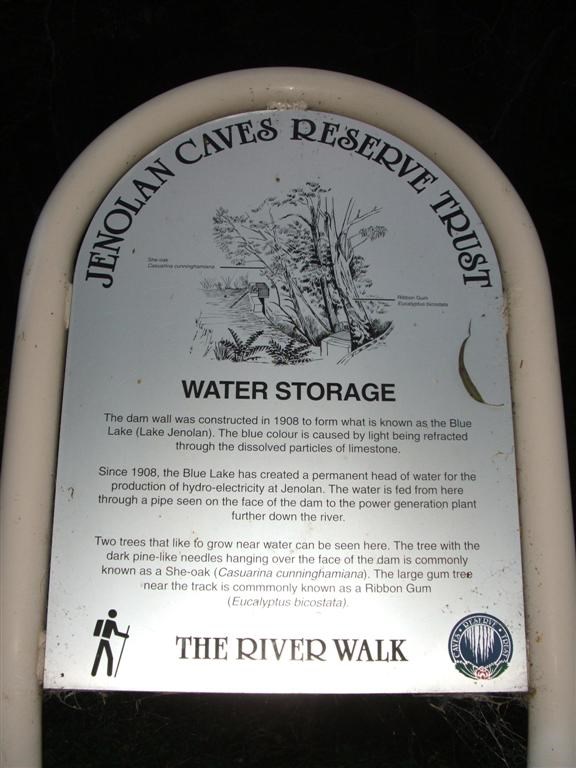 JENOLAN CAVES RESERVE TRUST
She-oak
Casuarina cunninghamiana
Ribbon Gum
Eucalyptus bicostata
WATER STORAGE
The dam wall was constructed in 1908 to form what is known as the Blue
Lake (Lake Jenolan). The blue colour is caused by light being refracted
through the dissolved particles of limestone.
Since 1908, the Blue Lake has created a permanent head of water for the
production of hydro-electricity at Jenolan. The water is fed from here
through a pipe seen on the face of the dam to the power generation plant
further down the river.
Two trees that like to grow near water can be seen here. The tree with the
dark pine-like needles hanging over the face of the dam is commonly
known as a She-oak (Casuarina cunninghamiana). The large gum tree
near the track is commmonly known as a Ribbon Gum
(Eucalyptus bicostata).
THE RIVER WALK
CAVES RESERVE TRUST